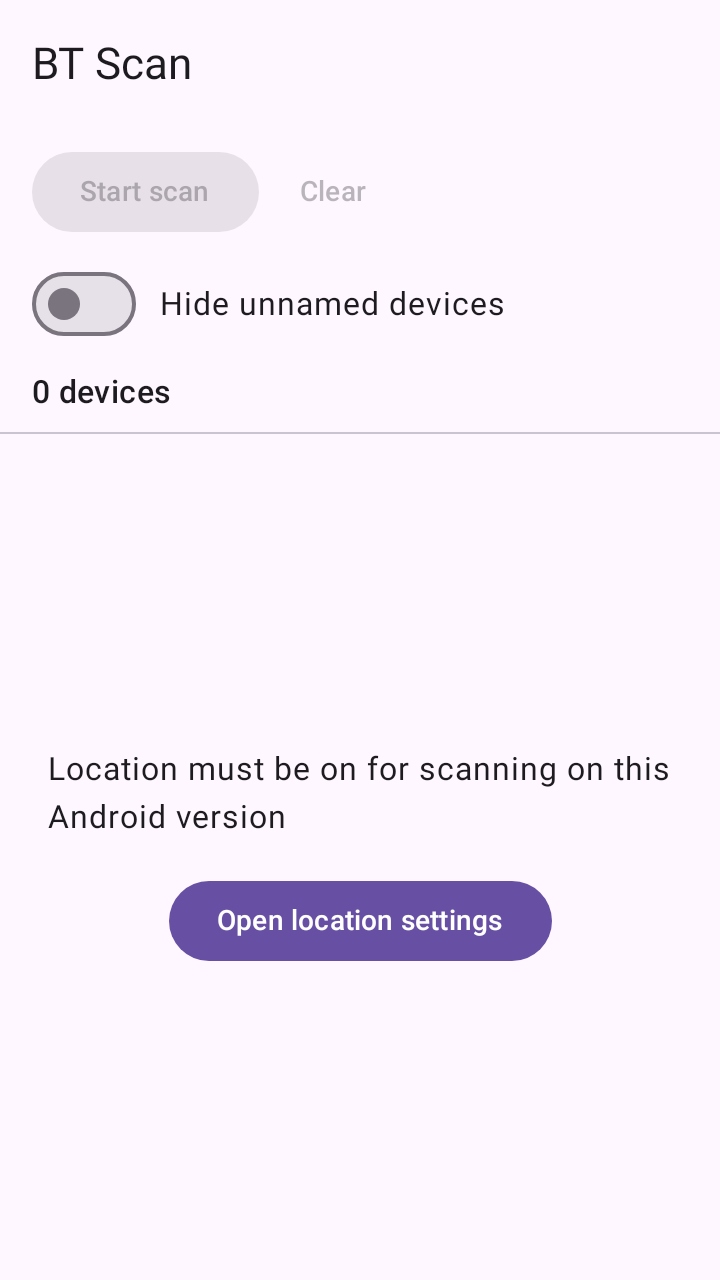 BT Scan
Start scan
Clear
Hide unnamed devices
0 devices
Location must be on for scanning on this
Android version
Open location settings